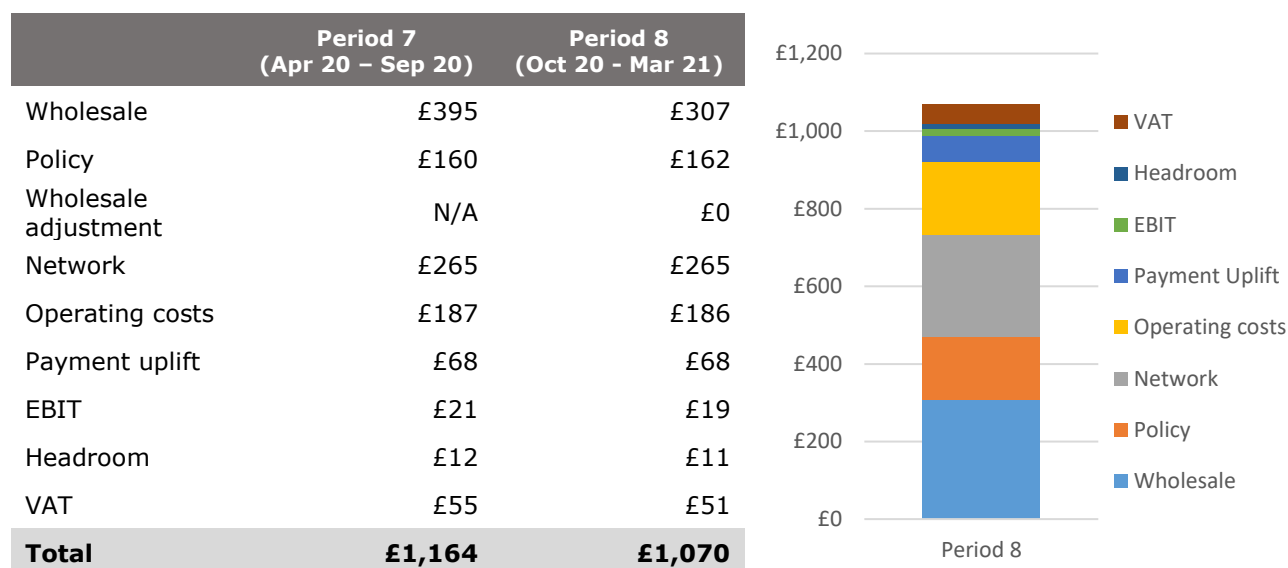 Period 7 Period 8
(Apr 20 – Sep 20) (Oct 20 - Mar 21)
Wholesale £395 £307
Policy £160 £162
Wholesale
adjustment N/A £0
Network £265 £265
Operating costs £187 £186
Payment uplift £68 £68
EBIT £21 £19
Headroom £12 £11
VAT £55 £51
Total £1,164 £1,070
£1,200
£1,000
£800
£600
£400
£200
£0
Period 8
VAT
Headroom
EBIT
Payment Uplift
Operating costs
Network
Policy
Wholesale